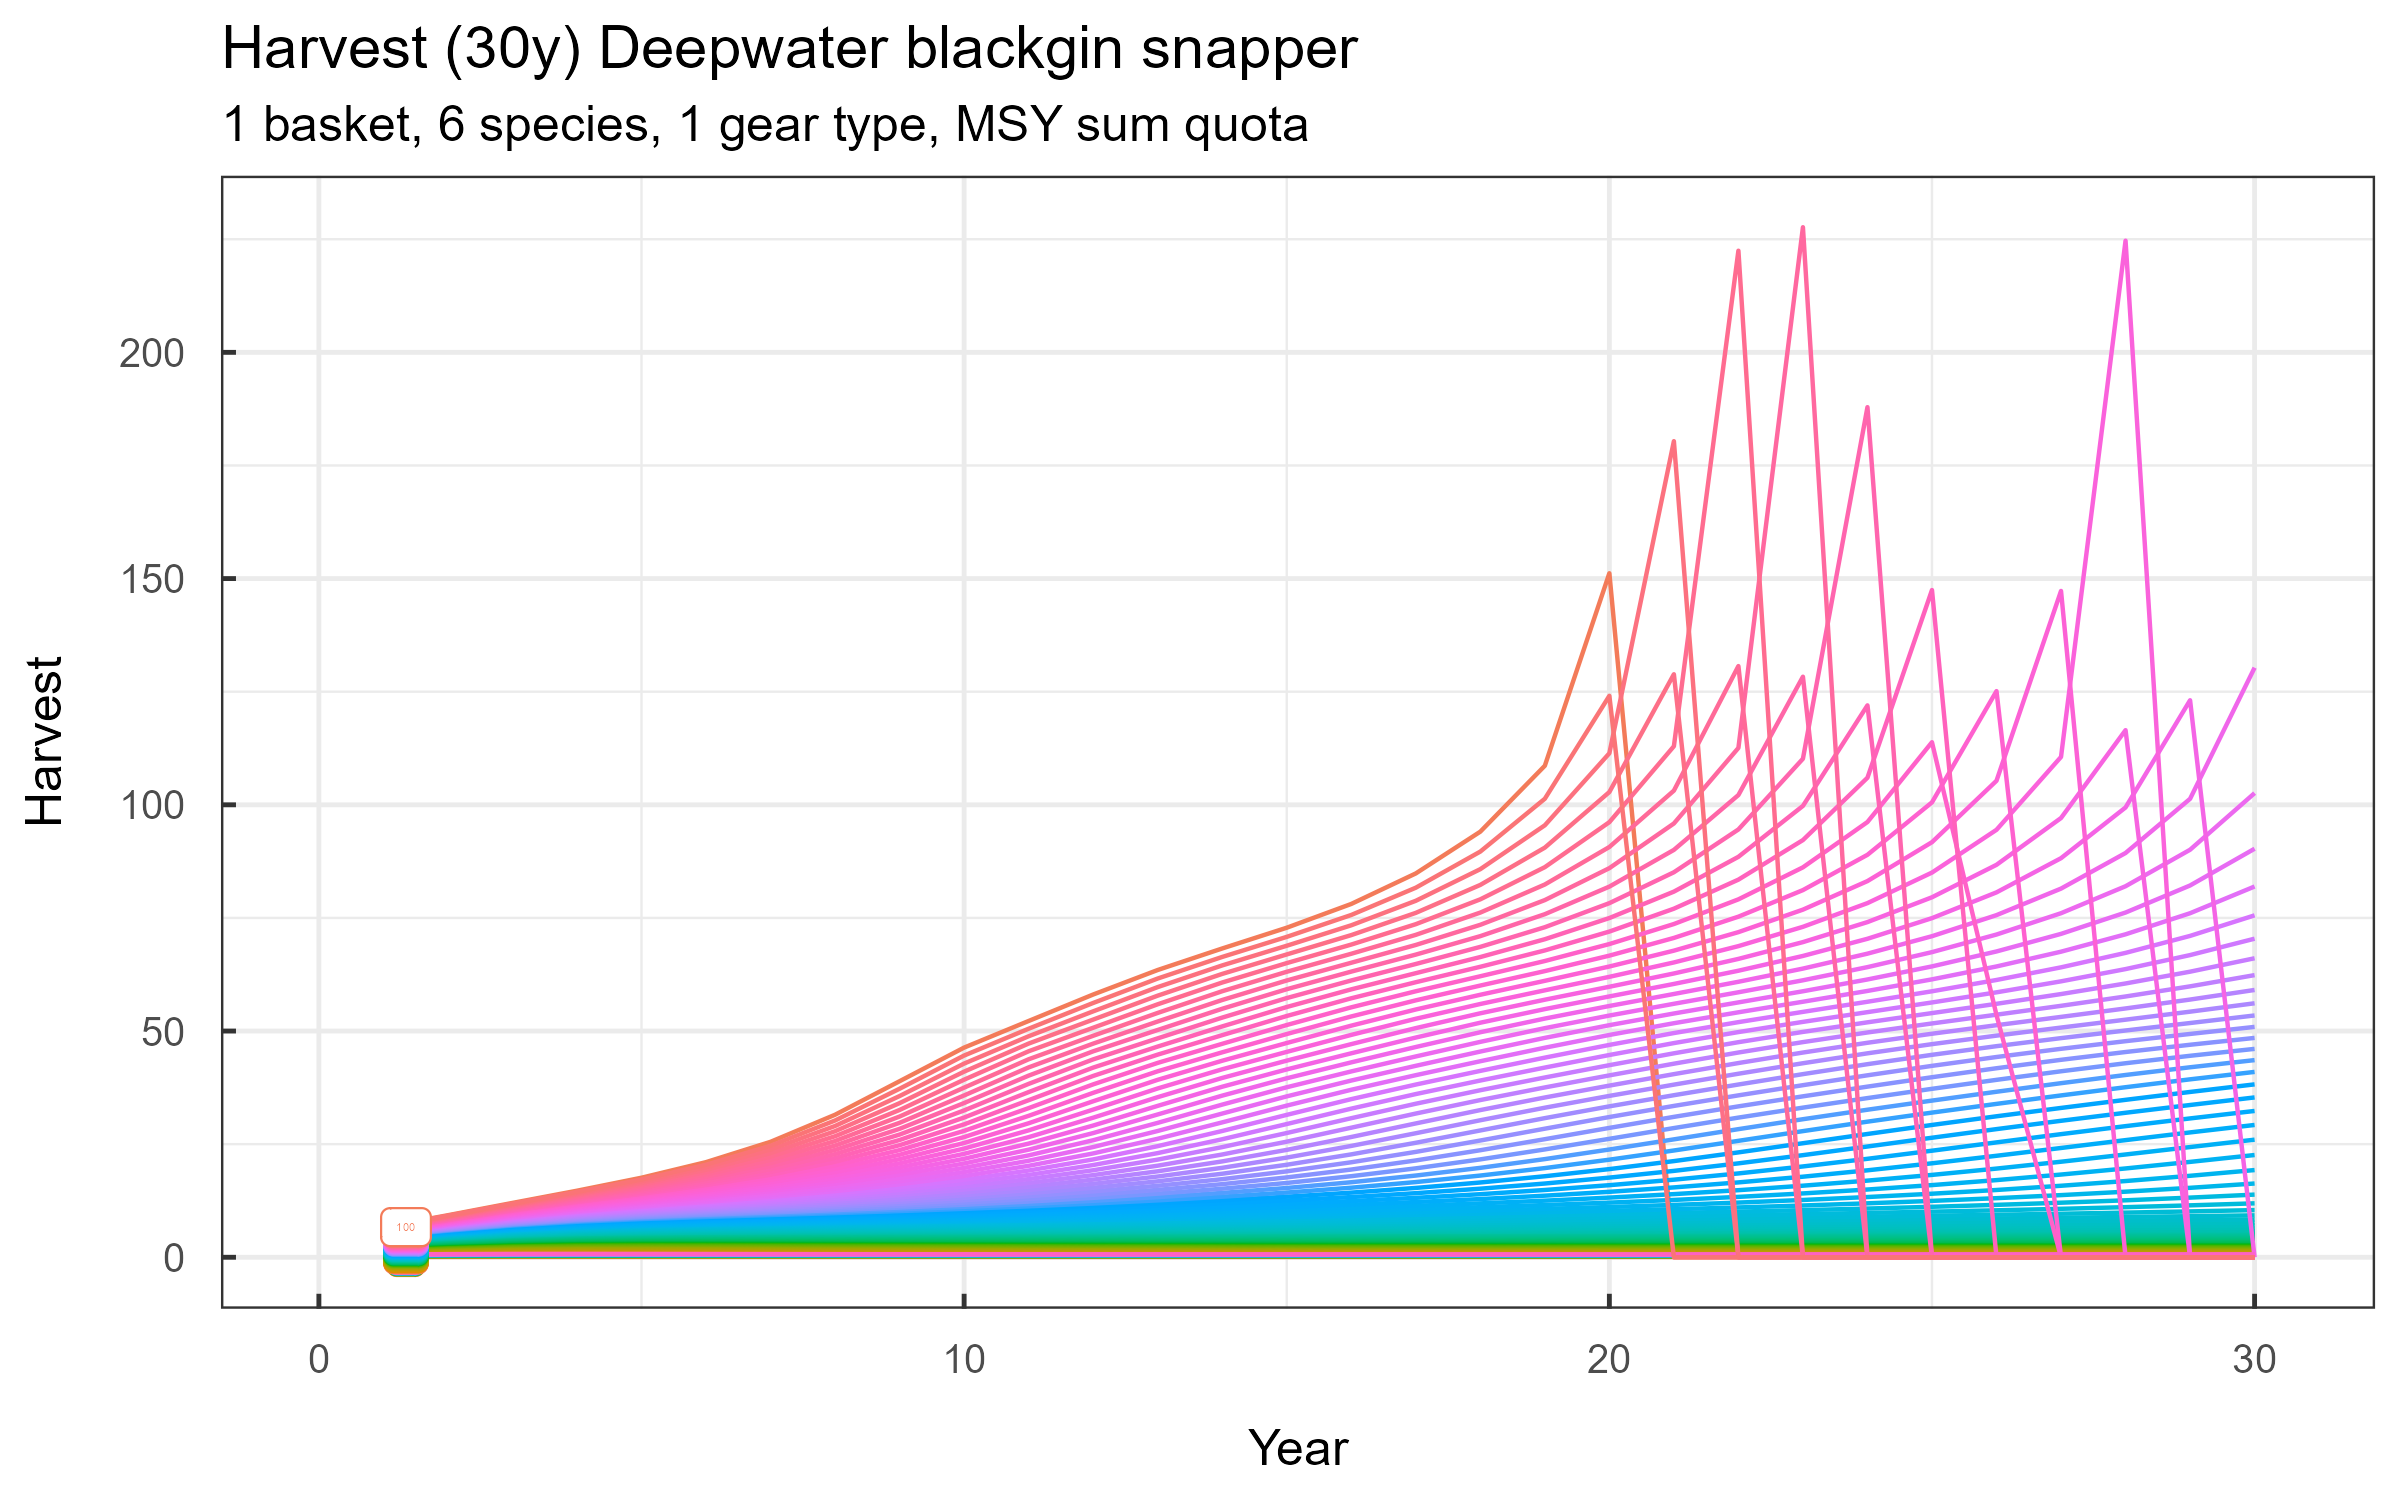 Harvest (30y) Deepwater blackgin snapper
1 basket, 6 species, 1 gear type, MSY sum quota
Harvest
200
150
100
50
0
100
0 10 20 30
Year